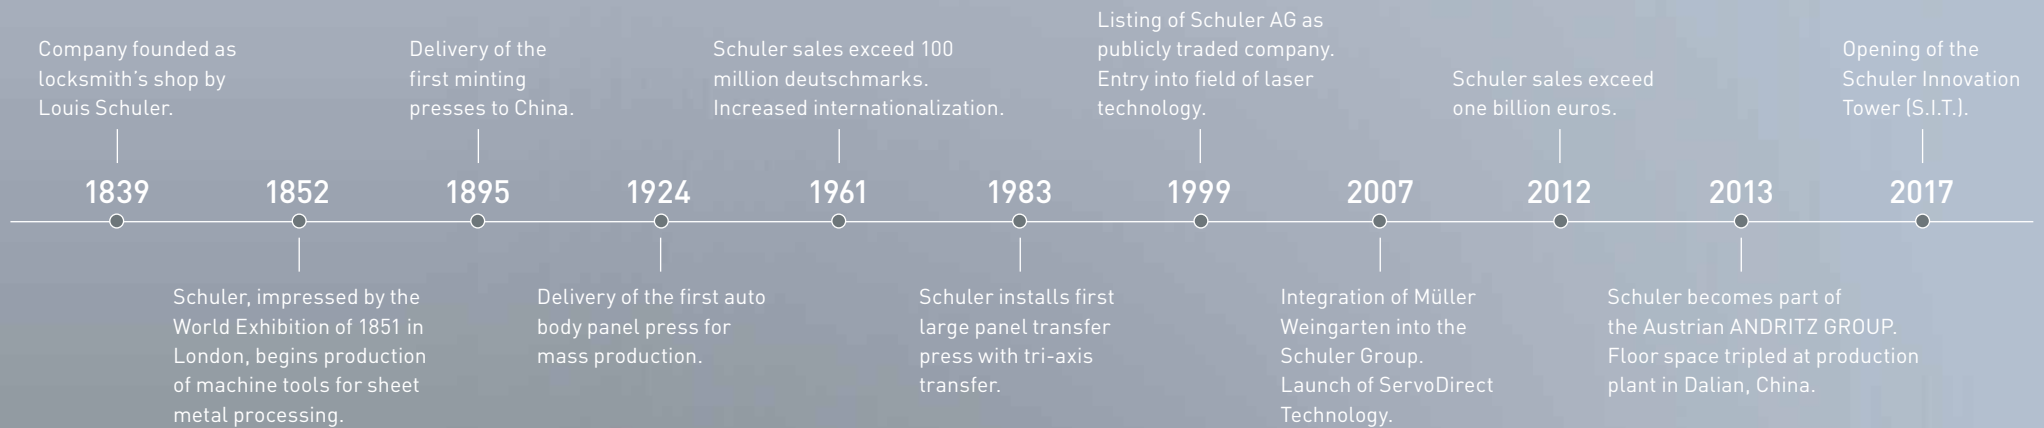 Company founded as
locksmith's shop by
Louis Schuler.
Delivery of the
first minting
presses to China.
Schuler sales exceed 100
million deutschmarks.
Increased internationalization.
Listing of Schuler AG as
publicly traded company.
Entry into field of laser
technology.
Schuler sales exceed
one billion euros.
Opening of the
Schuler Innovation
Tower (S.I.T.).
1839
1852
1895
1924
1961
1983
1999
2007
2012
2013
2017
Schuler, impressed by the
World Exhibition of 1851 in
London, begins production
of machine tools for sheet
metal processing.
Delivery of the first auto
body panel press for
mass production.
Schuler installs first
large panel transfer
press with tri-axis
transfer.
Integration of Müller
Weingarten into the
Schuler Group.
Launch of ServoDirect
Technology.
Schuler becomes part of
the Austrian ANDRITZ GROUP.
Floor space tripled at production
plant in Dalian, China.